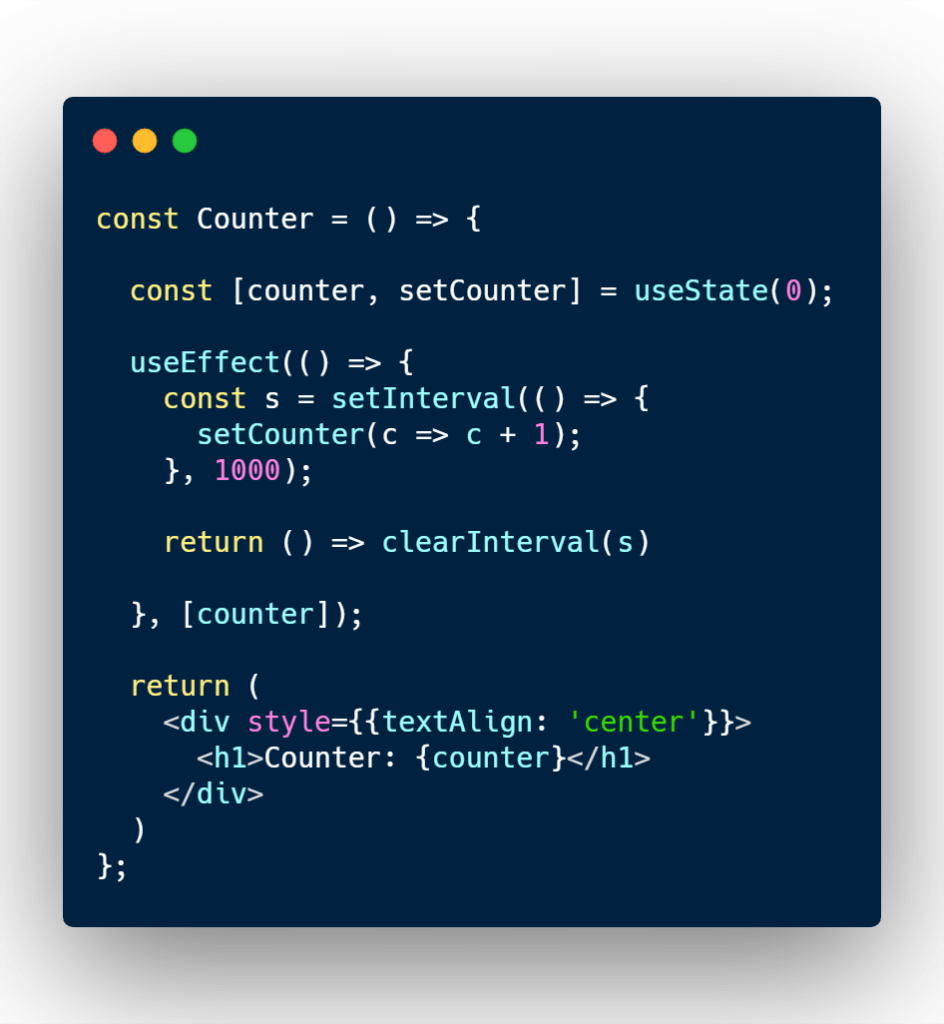 const Counter = () => {
  const [counter, setCounter] = useState(0);
  useEffect(() => {
    const s = setInterval(() => {
      setCounter(c => c + 1);
    }, 1000);
    return () => clearInterval(s)
  }, [counter]);
  return (
    <div style={{textAlign: 'center'}}>
      <h1>Counter: {counter}</h1>
    </div>
  )
};